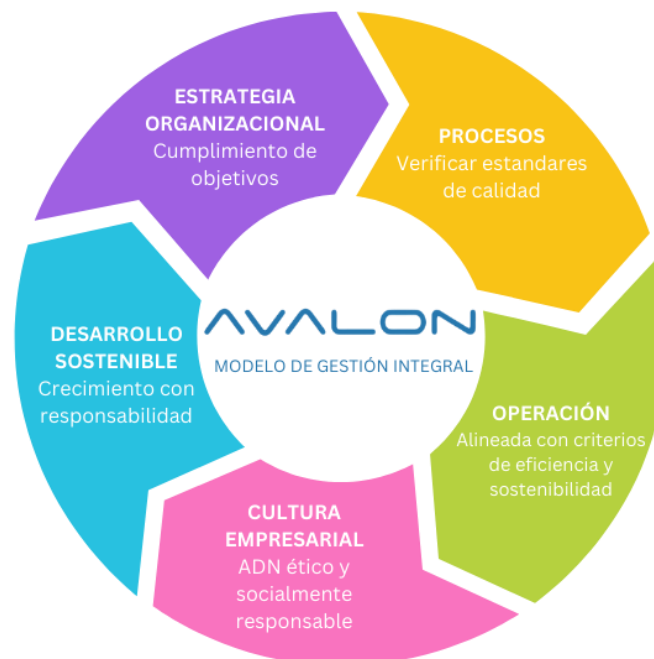 ESTRATEGIA
ORGANIZACIONAL
Cumplimiento de
objetivos
PROCESOS
Verificar estandares
de calidad
OPERACIÓN
Alineada con criterios
de eficiencia y
sostenibilidad
CULTURA
EMPRESARIAL
ADN ético y
socialmente
responsable
DESARROLLO
SOSTENIBLE
Crecimiento con
responsabilidad
AVALON
MODELO DE GESTIÓN INTEGRAL